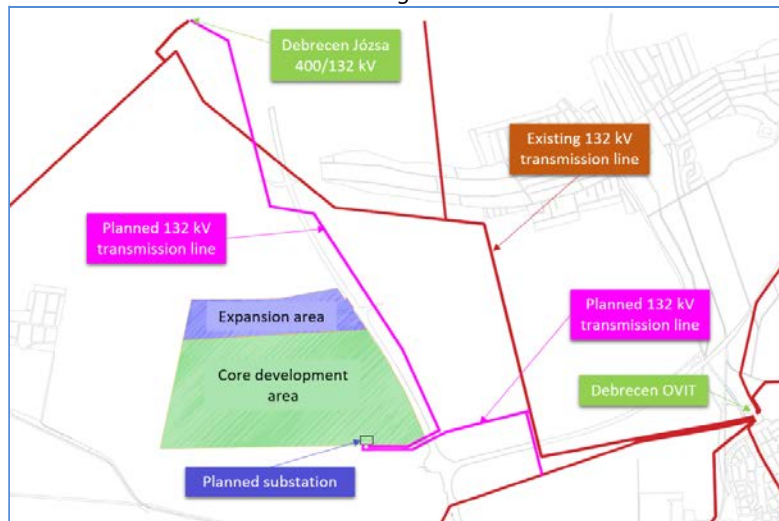 Debrecen Józsa
400/132 kV
Existing 132 kV
transmission line
Planned 132 kV
transmission line
Planned 132 kV
transmission line
Expansion area
Core development
area
Debrecen OVIT
Planned substation